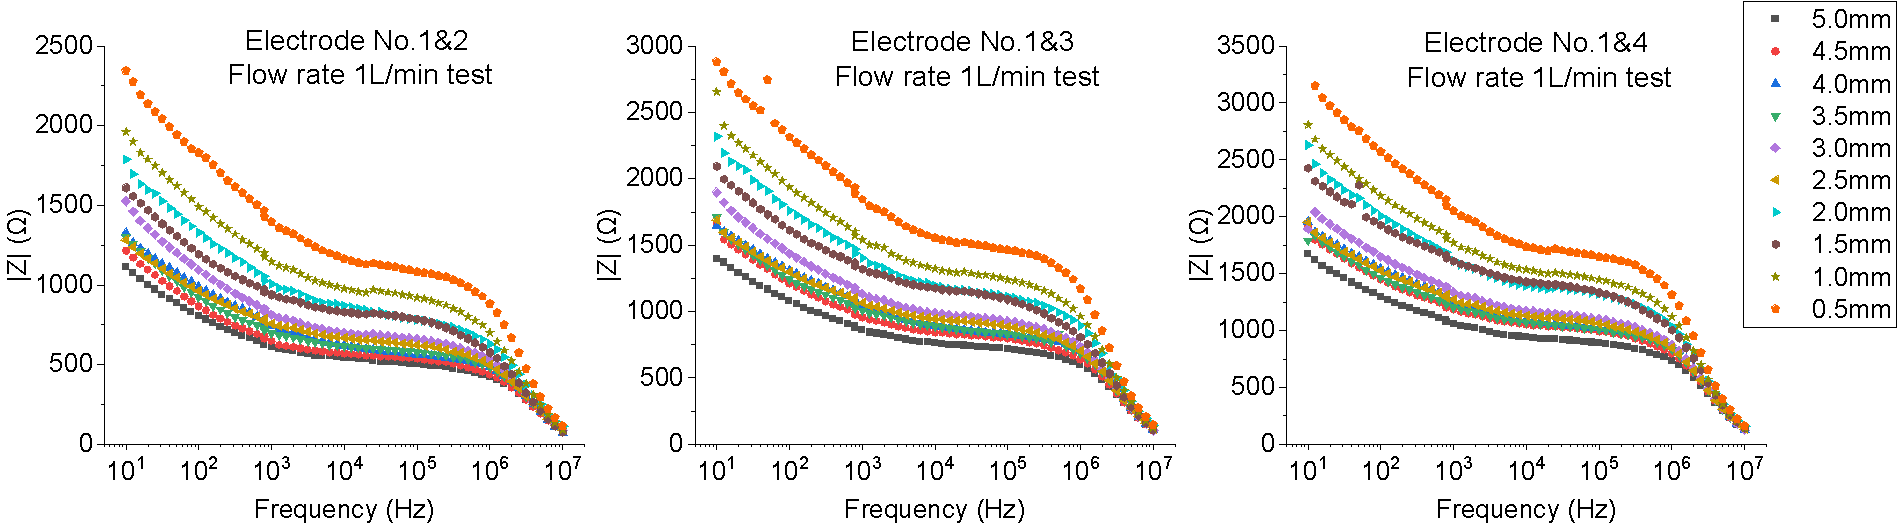 Electrode No.1&2
Flow rate 1L/min test
|Z| (Ω)
2500
2000
1500
1000
500
0
10¹ 10² 10³ 10⁴ 10⁵ 10⁶ 10⁷
Frequency (Hz)
Electrode No.1&3
Flow rate 1L/min test
|Z| (Ω)
3000
2500
2000
1500
1000
500
0
10¹ 10² 10³ 10⁴ 10⁵ 10⁶ 10⁷
Frequency (Hz)
Electrode No.1&4
Flow rate 1L/min test
|Z| (Ω)
3500
3000
2500
2000
1500
1000
500
0
10¹ 10² 10³ 10⁴ 10⁵ 10⁶ 10⁷
Frequency (Hz)
5.0mm
4.5mm
4.0mm
3.5mm
3.0mm
2.5mm
2.0mm
1.5mm
1.0mm
0.5mm